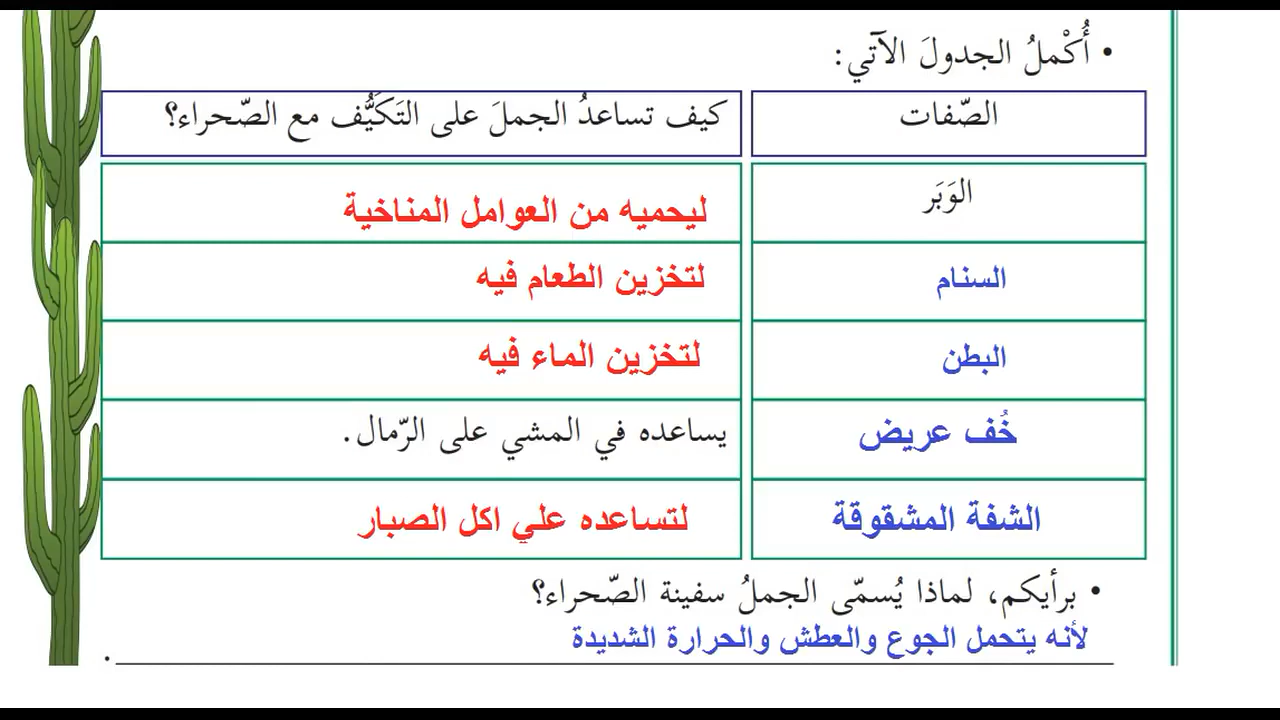 • أُكْملُ الجدولَ الآتي:
الصّفات
كيف تساعدُ الجملَ على التَكَيُّف مع الصّحراء؟
الوَبَر
ليحميه من العوامل المناخية
السنام
لتخزين الطعام فيه
البطن
لتخزين الماء فيه
خُف عريض
يساعده في المشي على الرّمال.
الشفة المشقوقة
لتساعده علي اكل الصبار
• برأيكم، لماذا يُسمّى الجملُ سفينة الصّحراء؟
لأنه يتحمل الجوع والعطش والحرارة الشديدة